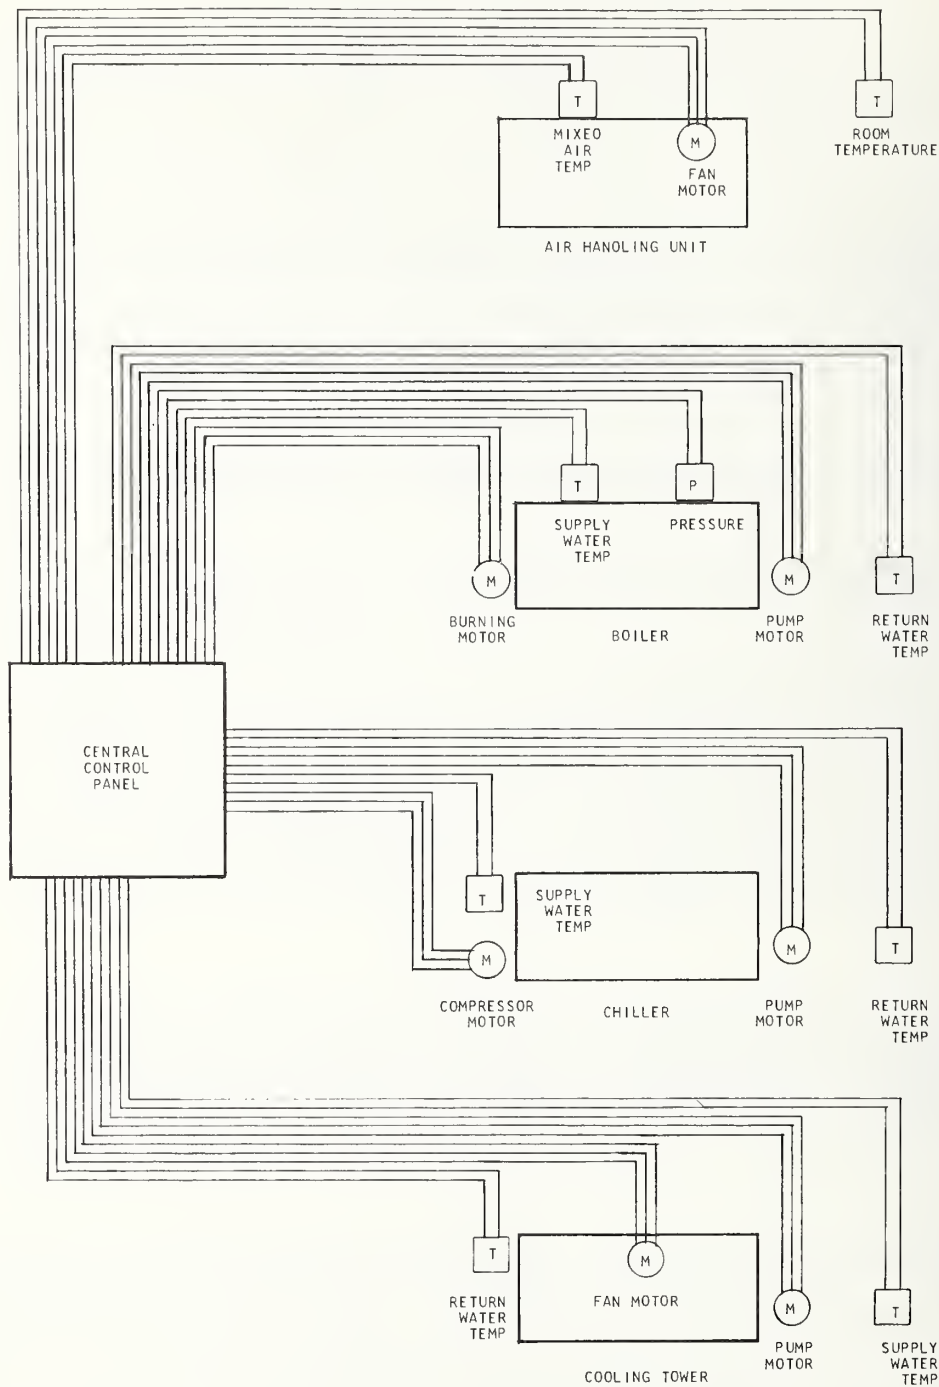 T
T
MIXEO
AIR
TEMP
M
FAN
MOTOR
ROOM
TEMPERATURE
AIR HANOLING UNIT
T
P
SUPPLY
WATER
TEMP
PRESSURE
M
M
T
BURNING
MOTOR
BOILER
PUMP
MOTOR
RETURN
WATER
TEMP
CENTRAL
CONTROL
PANEL
T
SUPPLY
WATER
TEMP
M
M
T
COMPRESSOR
MOTOR
CHILLER
PUMP
MOTOR
RETURN
WATER
TEMP
T
M
FAN MOTOR
RETURN
WATER
TEMP
M
T
COOLING TOWER
PUMP
MOTOR
SUPPLY
WATER
TEMP